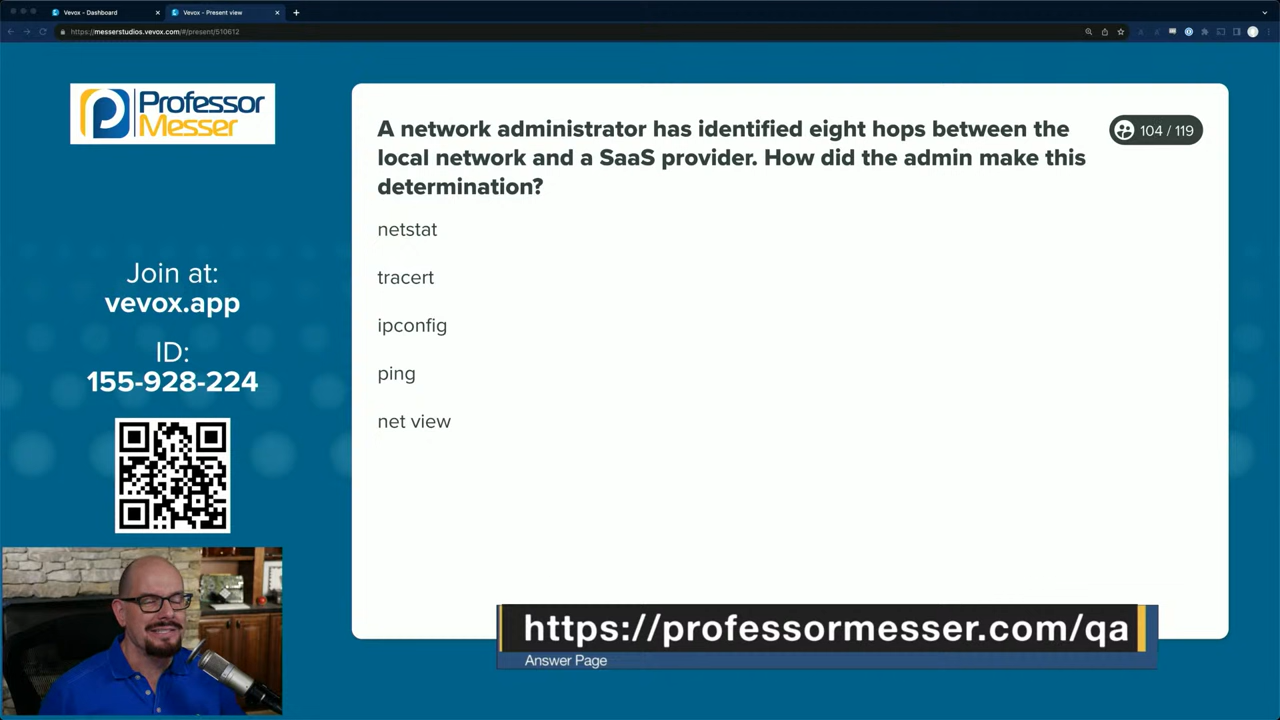 Vevox - Dashboard
Vevox - Present view
https://messerstudios.vevox.com/#/present/510612
Professor
Messer
A network administrator has identified eight hops between the
local network and a SaaS provider. How did the admin make this
determination?
104 / 119
netstat
tracert
ipconfig
ping
net view
Join at:
vevox.app
ID:
155-928-224
https://professormesser.com/qa
Answer Page